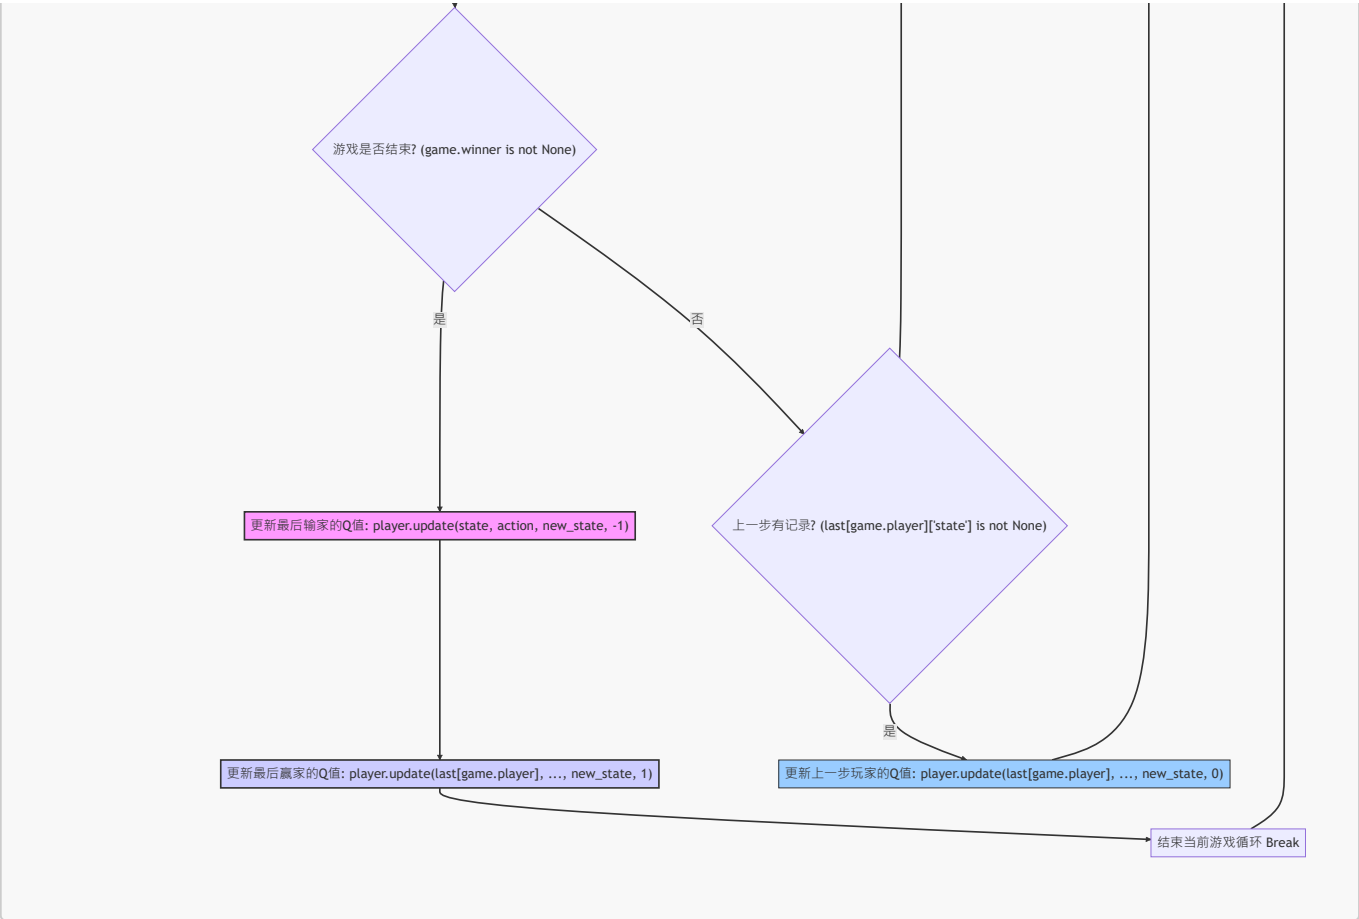 游戏是否结束? (game.winner is not None)
是
否
更新最后输家的Q值: player.update(state, action, new_state, -1)
上一步有记录? (last[game.player]['state'] is not None)
是
更新最后赢家的Q值: player.update(last[game.player], ..., new_state, 1)
更新上一步玩家的Q值: player.update(last[game.player], ..., new_state, 0)
结束当前游戏循环 Break